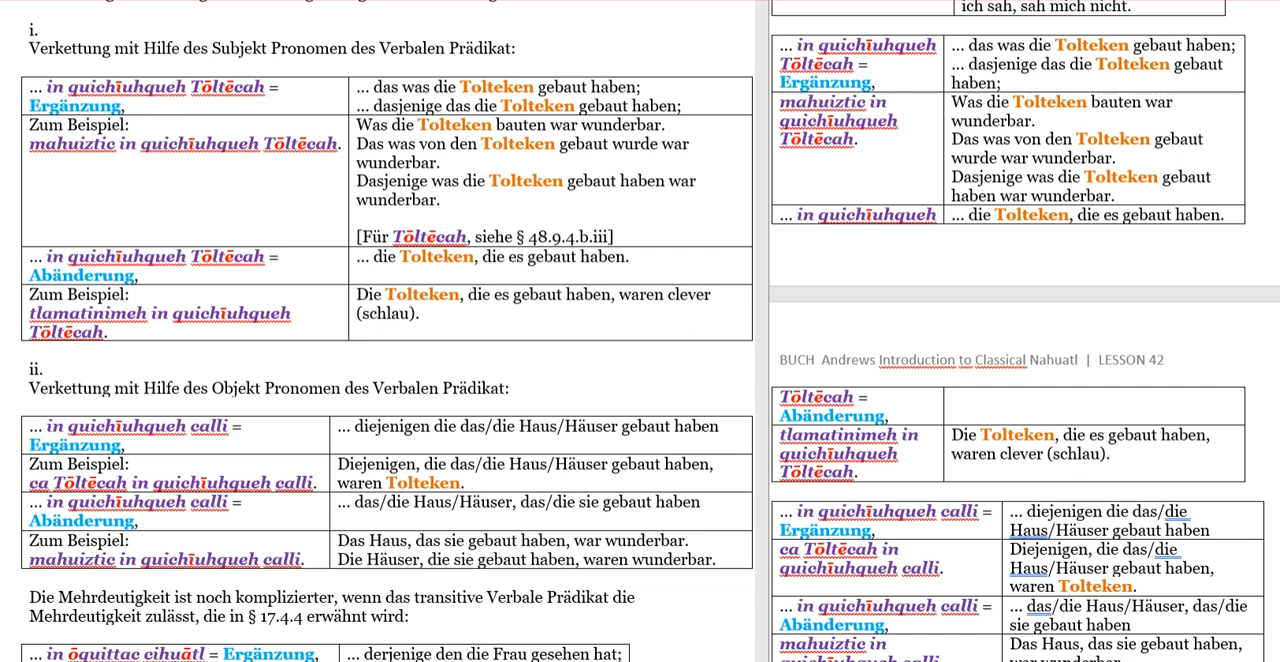 i.
Verkettung mit Hilfe des Subjekt Pronomen des Verbalen Prädikat:
... in quichīuhqueh Tōltēcah =
Ergänzung,
... das was die Tolteken gebaut haben;
... dasjenige das die Tolteken gebaut haben;
Zum Beispiel:
mahuiztic in quichīuhqueh Tōltēcah.
Was die Tolteken bauten war wunderbar.
Das was von den Tolteken gebaut wurde war
wunderbar.
Dasjenige was die Tolteken gebaut haben war
wunderbar.
[Für Tōltēcah, siehe § 48.9.4.b.iii]
... in quichīuhqueh Tōltēcah =
Abänderung,
... die Tolteken, die es gebaut haben.
Zum Beispiel:
tlamatinimeh in quichīuhqueh
Tōltēcah.
Die Tolteken, die es gebaut haben, waren clever
(schlau).
ii.
Verkettung mit Hilfe des Objekt Pronomen des Verbalen Prädikat:
... in quichīuhqueh calli =
Ergänzung,
... diejenigen die das/die Haus/Häuser gebaut haben
Zum Beispiel:
ca Tōltēcah in quichīuhqueh calli.
Diejenigen, die das/die Haus/Häuser gebaut haben,
waren Tolteken.
... in quichīuhqueh calli =
Abänderung,
... das/die Haus/Häuser, das/die sie gebaut haben
Zum Beispiel:
mahuiztic in quichīuhqueh calli.
Das Haus, das sie gebaut haben, war wunderbar.
Die Häuser, die sie gebaut haben, waren wunderbar.
Die Mehrdeutigkeit ist noch komplizierter, wenn das transitive Verbale Prädikat die
Mehrdeutigkeit zulässt, die in § 17.4.4 erwähnt wird:
... in ōquittac cihuātl = Ergänzung,
... derjenige den die Frau gesehen hat;
ich sah, sah mich nicht.
... in quichīuhqueh
Tōltēcah =
Ergänzung,
... das was die Tolteken gebaut haben;
... dasjenige das die Tolteken gebaut
haben;
mahuiztic in
quichīuhqueh
Tōltēcah.
Was die Tolteken bauten war
wunderbar.
Das was von den Tolteken gebaut
wurde war wunderbar.
Dasjenige was die Tolteken gebaut
haben war wunderbar.
... in quichīuhqueh
... die Tolteken, die es gebaut haben.
BUCH Andrews Introduction to Classical Nahuatl | LESSON 42
Tōltēcah =
Abänderung,
tlamatinimeh in
quichīuhqueh
Tōltēcah.
Die Tolteken, die es gebaut haben,
waren clever (schlau).
... in quichīuhqueh calli =
Ergänzung,
... diejenigen die das/die
Haus/Häuser gebaut haben
ca Tōltēcah in
quichīuhqueh calli.
Diejenigen, die das/die
Haus/Häuser gebaut haben,
waren Tolteken.
... in quichīuhqueh calli =
Abänderung,
... das/die Haus/Häuser, das/die
sie gebaut haben
mahuiztic in
Das Haus, das sie gebaut haben,